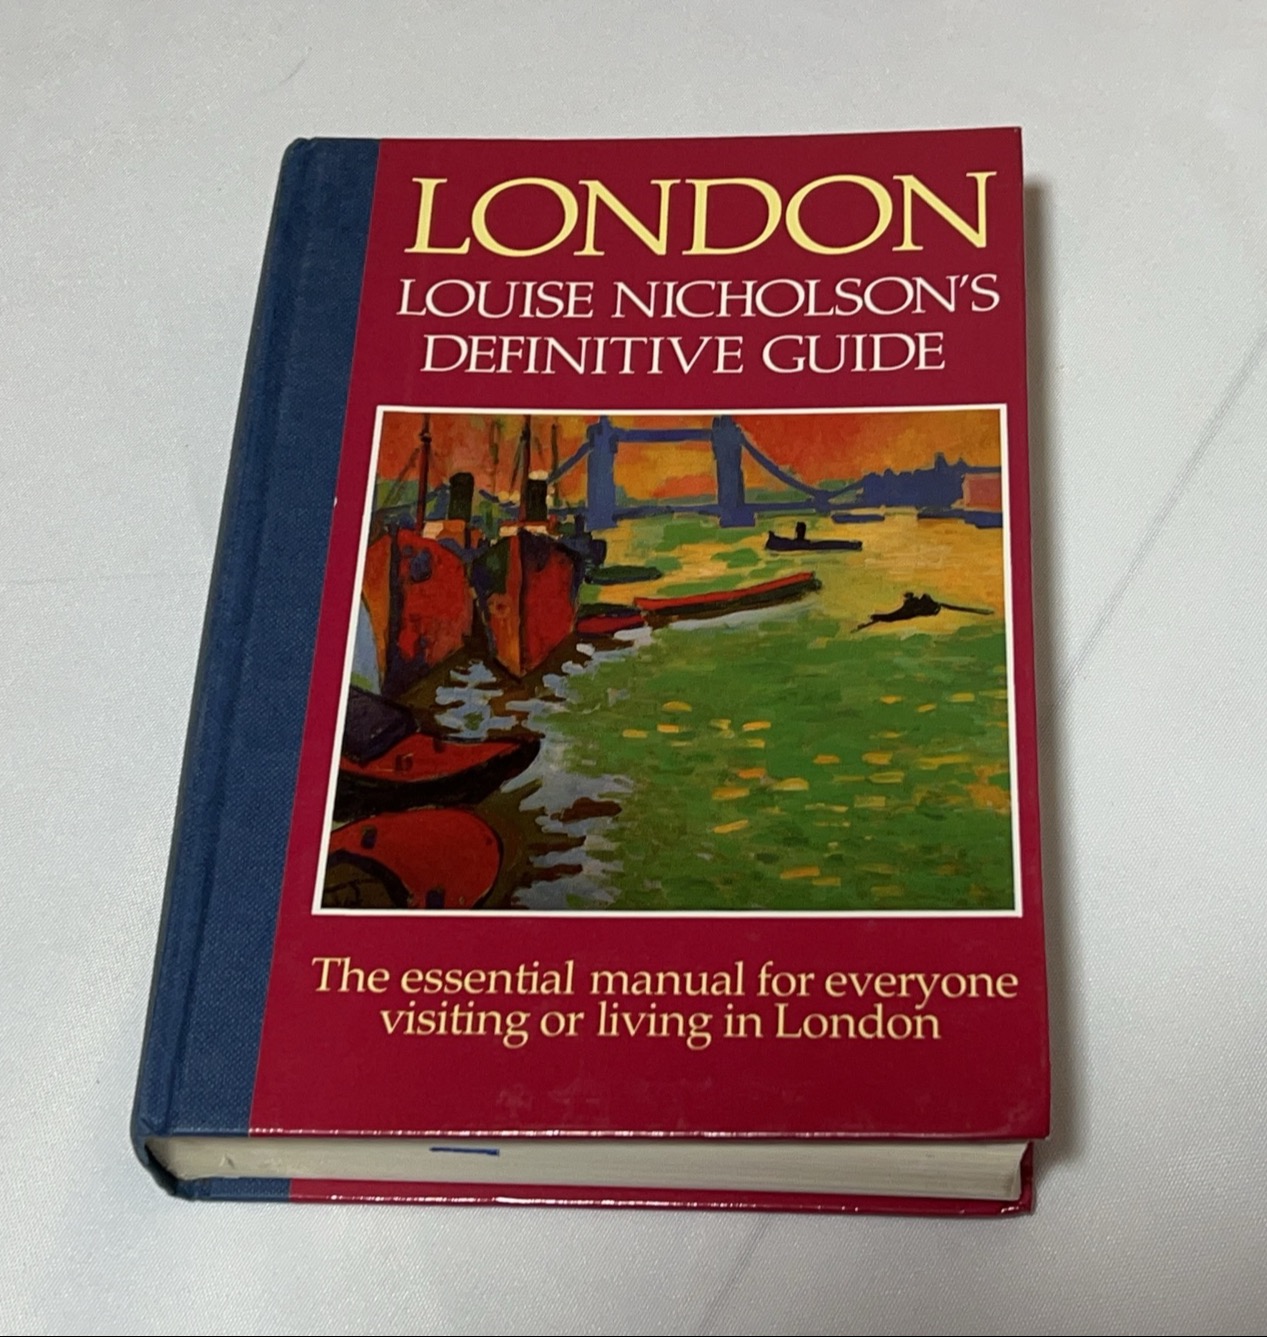 LONDON
LOUISE NICHOLSON'S
DEFINITIVE GUIDE
The essential manual for everyone
visiting or living in London